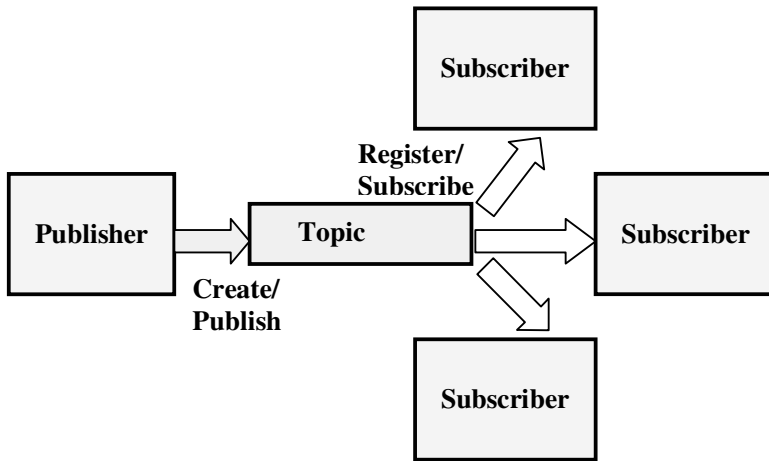 Subscriber
Register/
Subscribe
Publisher
Topic
Subscriber
Create/
Publish
Subscriber